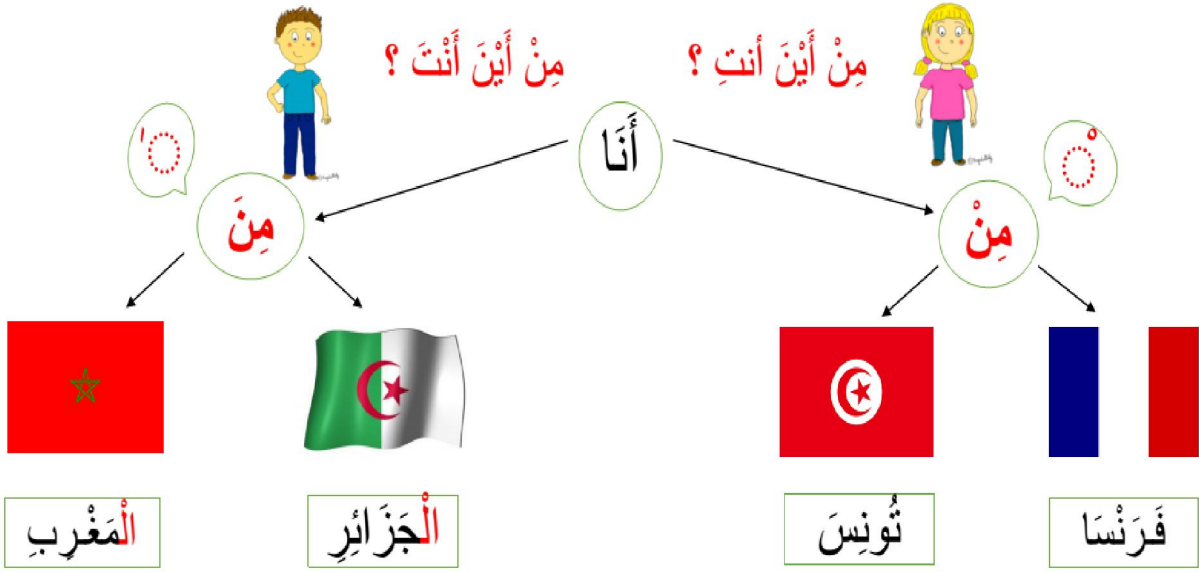 مِنْ أَيْنَ أنتِ ؟
مِنْ أَيْنَ أَنْتَ ؟
أَنَا
مِنْ
مِنَ
فَرَنْسَا
تُونِسَ
الْجَزَائِرِ
الْمَغْرِبِ